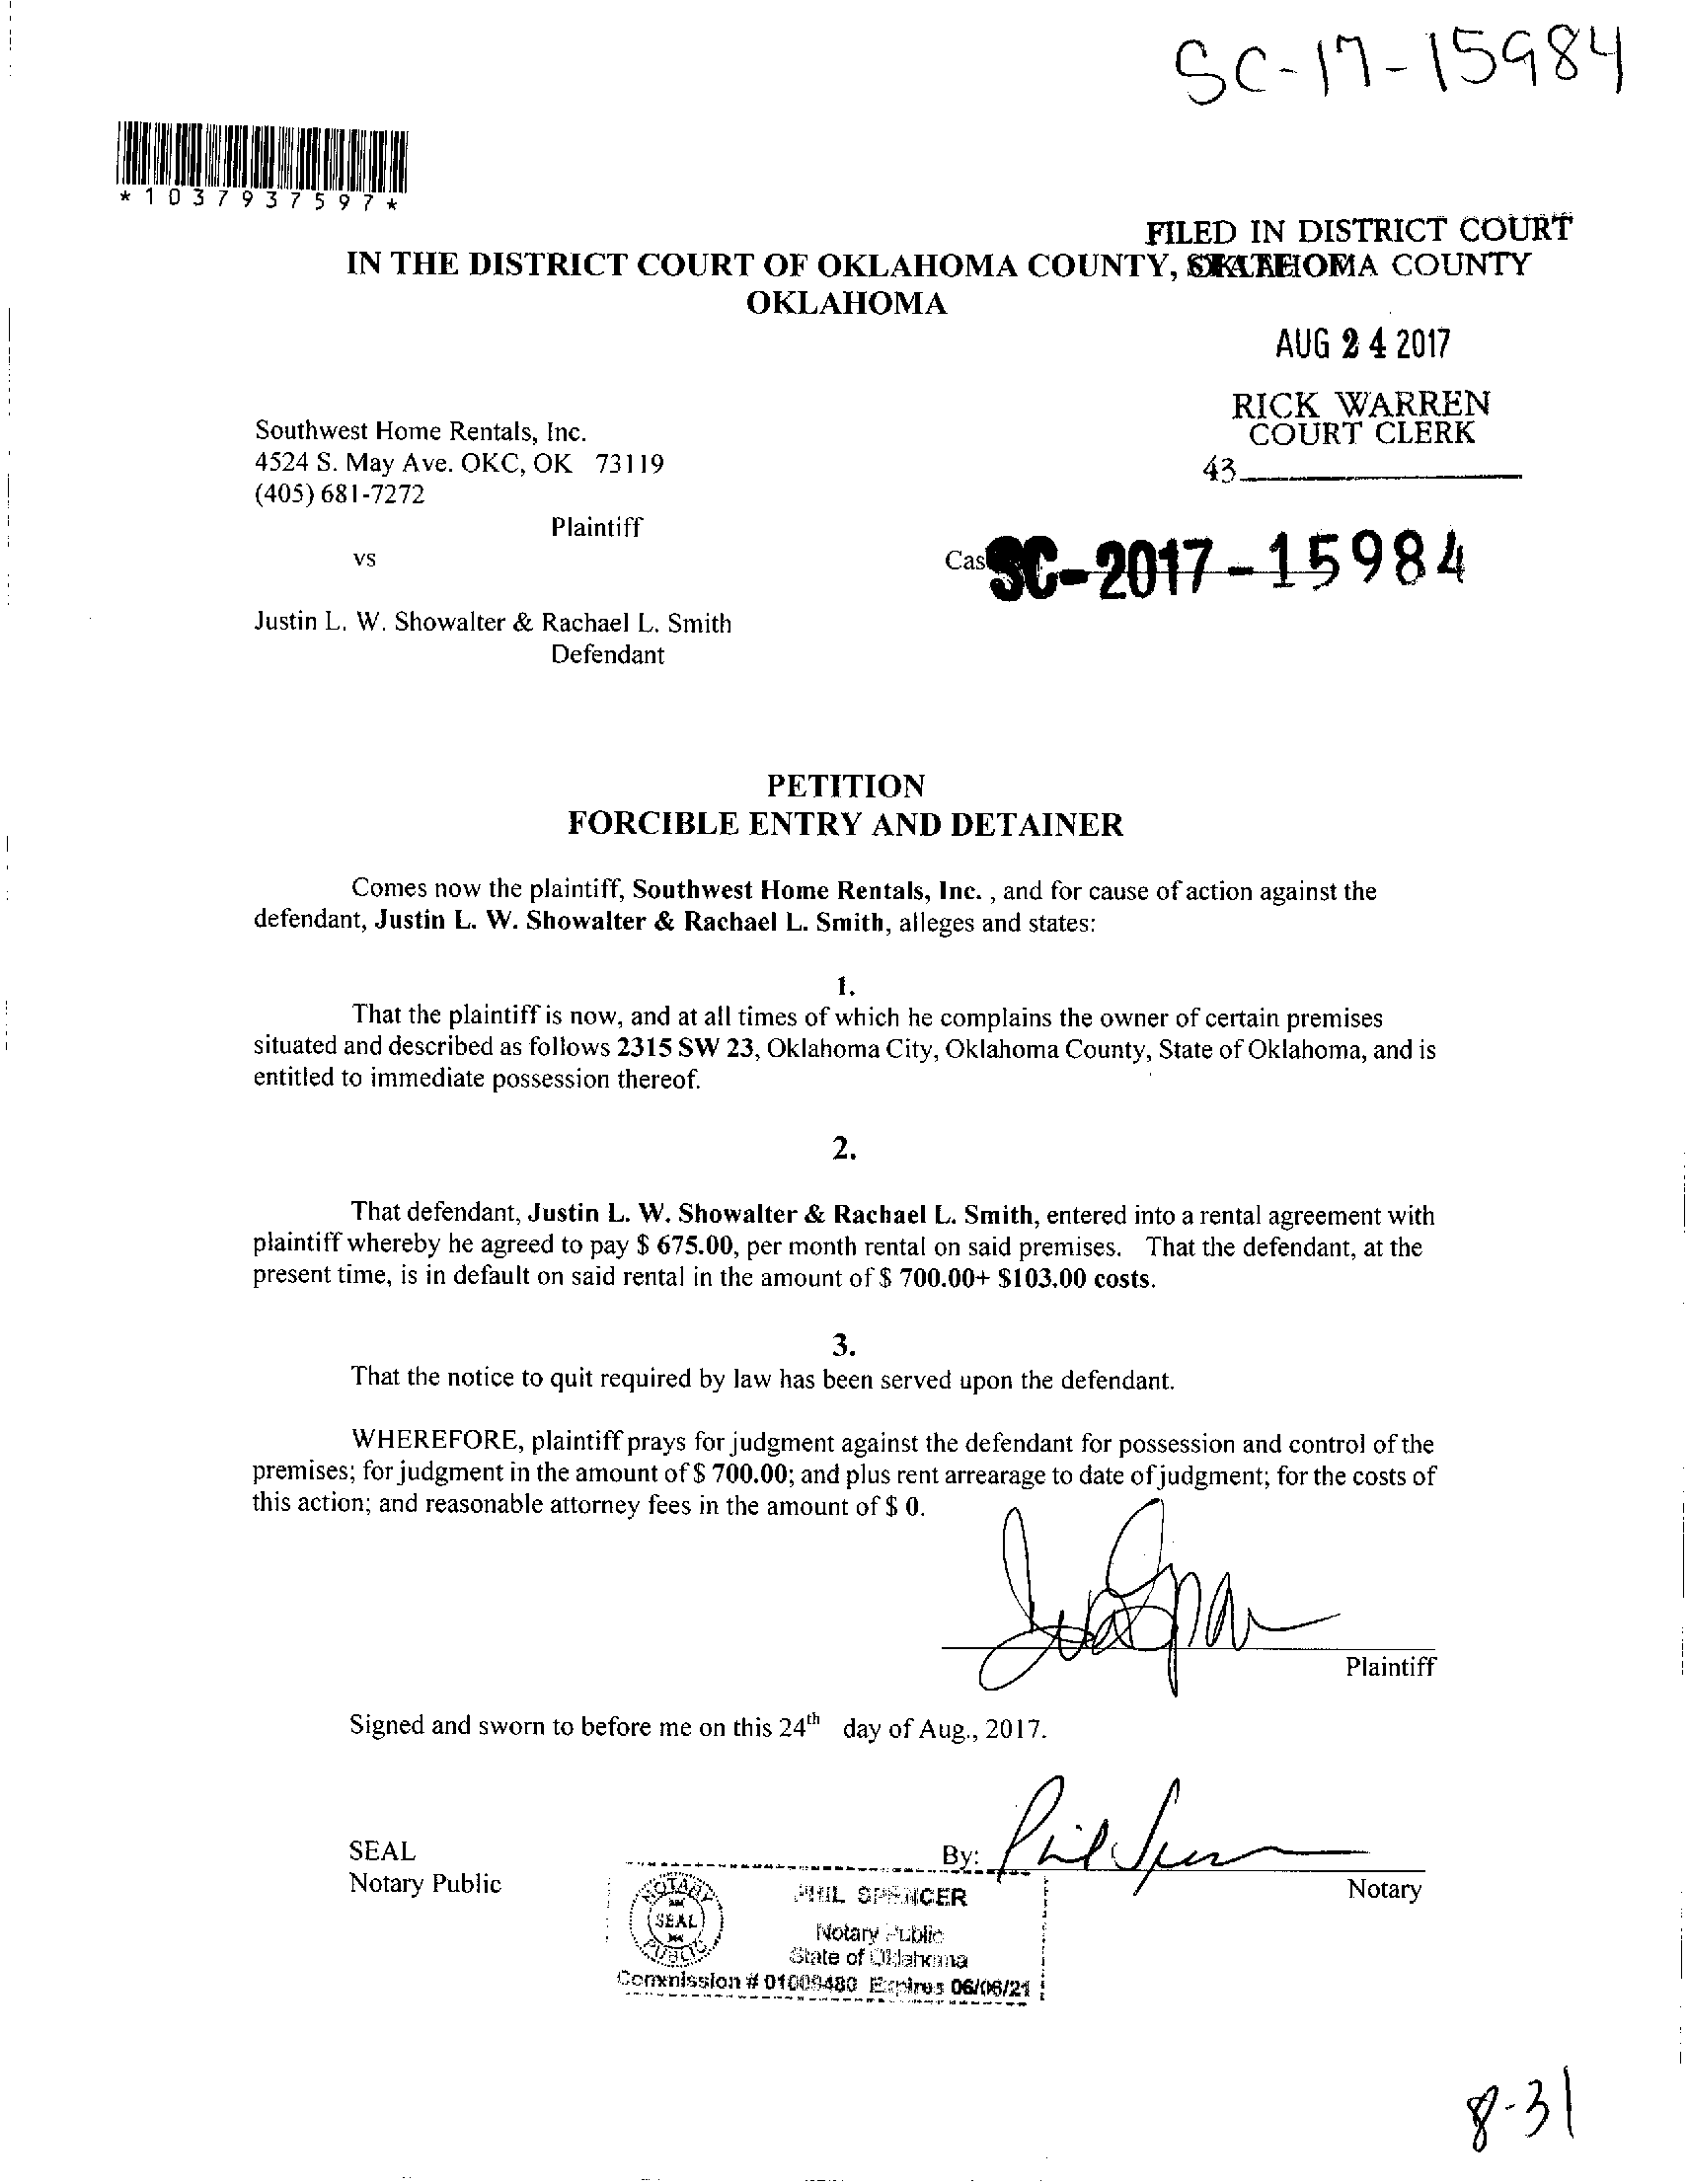 SC-17-15984
*1037937597*
FILED IN DISTRICT COURT
OKLAHOMA COUNTY
IN THE DISTRICT COURT OF OKLAHOMA COUNTY, STATE OF
OKLAHOMA
AUG 24 2017
RICK WARREN
COURT CLERK
43
Southwest Home Rentals, Inc.
4524 S. May Ave. OKC, OK 73119
(405) 681-7272
Plaintiff
vs
Cas SC-2017-15984
Justin L. W. Showalter & Rachael L. Smith
Defendant
PETITION
FORCIBLE ENTRY AND DETAINER
Comes now the plaintiff, Southwest Home Rentals, Inc. , and for cause of action against the
defendant, Justin L. W. Showalter & Rachael L. Smith, alleges and states:
1.
That the plaintiff is now, and at all times of which he complains the owner of certain premises
situated and described as follows 2315 SW 23, Oklahoma City, Oklahoma County, State of Oklahoma, and is
entitled to immediate possession thereof.
2.
That defendant, Justin L. W. Showalter & Rachael L. Smith, entered into a rental agreement with
plaintiff whereby he agreed to pay $ 675.00, per month rental on said premises. That the defendant, at the
present time, is in default on said rental in the amount of $ 700.00+ $103.00 costs.
3.
That the notice to quit required by law has been served upon the defendant.
WHEREFORE, plaintiff prays for judgment against the defendant for possession and control of the
premises; for judgment in the amount of $ 700.00; and plus rent arrearage to date of judgment; for the costs of
this action; and reasonable attorney fees in the amount of $ 0.
Plaintiff
Signed and sworn to before me on this 24th day of Aug., 2017.
SEAL
Notary Public
By:
Notary
NOTARY
SEAL
PUBLIC
PHIL SPENCER
Notary Public
State of Oklahoma
Commission # 01009480 Expires 06/06/21
8-31